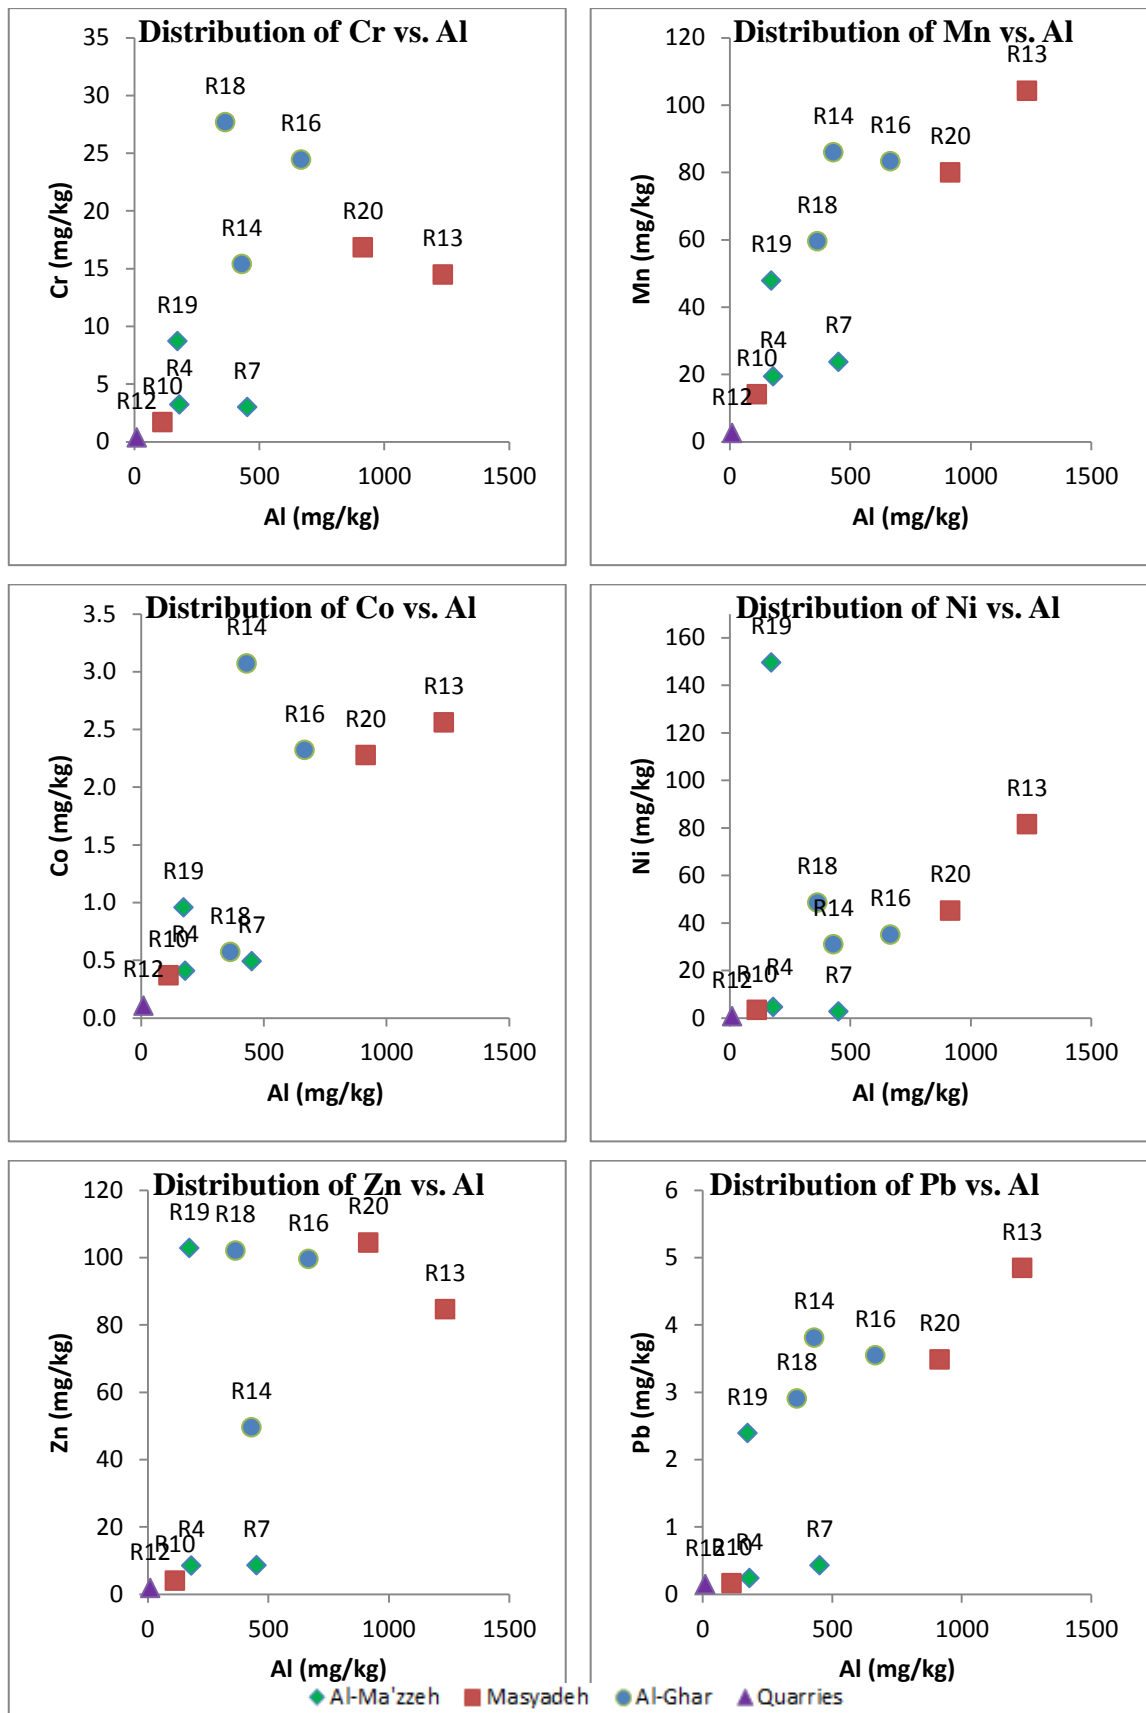 Distribution of Cr vs. Al
35
30
25
20
15
10
5
0
Cr (mg/kg)
R18
R16
R14
R20
R13
R19
R4
R7
R10
R12
0 500 1000 1500
Al (mg/kg)
Distribution of Mn vs. Al
120
100
80
60
40
20
0
Mn (mg/kg)
R13
R14
R16
R20
R18
R19
R7
R4
R10
R12
0 500 1000 1500
Al (mg/kg)
Distribution of Co vs. Al
3.5
3.0
2.5
2.0
1.5
1.0
0.5
0.0
Co (mg/kg)
R14
R13
R16
R20
R19
R18
R7
R4
R10
R12
0 500 1000 1500
Al (mg/kg)
Distribution of Ni vs. Al
160
140
120
100
80
60
40
20
0
Ni (mg/kg)
R19
R13
R18
R14
R16
R20
R4
R7
R10
R12
0 500 1000 1500
Al (mg/kg)
Distribution of Zn vs. Al
120
100
80
60
40
20
0
Zn (mg/kg)
R20
R19
R18
R16
R13
R14
R4
R7
R10
R12
0 500 1000 1500
Al (mg/kg)
Distribution of Pb vs. Al
6
5
4
3
2
1
0
Pb (mg/kg)
R13
R14
R16
R20
R18
R19
R7
R4
R10
R12
0 500 1000 1500
Al (mg/kg)
Al-Ma'zzeh Masyadeh Al-Ghar Quarries